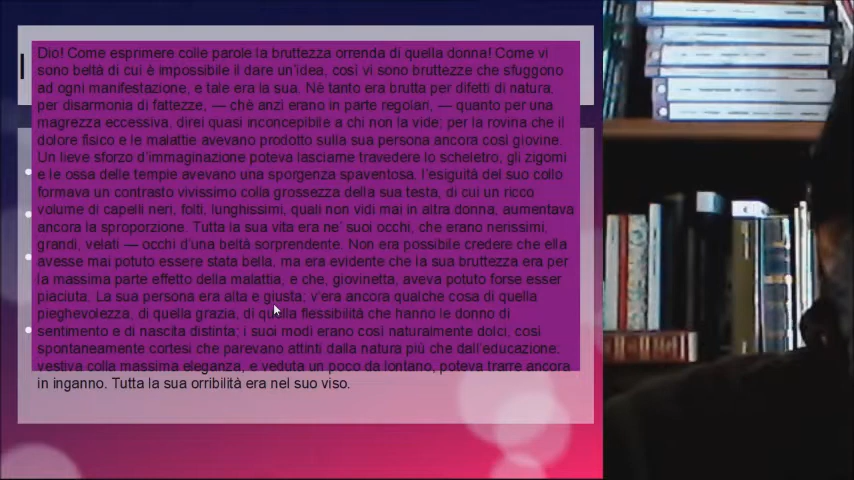 Dio! Come esprimere colle parole la bruttezza orrenda di quella donna! Come vi
sono beltà di cui è impossibile il dare un'idea, così vi sono bruttezze che sfuggono
ad ogni manifestazione, e tale era la sua. Né tanto era brutta per difetti di natura,
per disarmonia di fattezze, — ché anzi erano in parte regolari, — quanto per una
magrezza eccessiva, direi quasi inconcepibile a chi non la vide; per la rovina che il
dolore fisico e le malattie avevano prodotto sulla sua persona ancora così giovine.
Un lieve sforzo d'immaginazione poteva lasciarne travedere lo scheletro, gli zigomi
e le ossa delle tempie avevano una sporgenza spaventosa. l'esiguità del suo collo
formava un contrasto vivissimo colla grossezza della sua testa, di cui un ricco
volume di capelli neri, folti, lunghissimi, quali non vidi mai in altra donna, aumentava
ancora la sproporzione. Tutta la sua vita era ne' suoi occhi, che erano nerissimi,
grandi, velati — occhi d'una beltà sorprendente. Non era possibile credere che ella
avesse mai potuto essere stata bella, ma era evidente che la sua bruttezza era per
la massima parte effetto della malattia, e che, giovinetta, aveva potuto forse esser
piaciuta. La sua persona era alta e giusta; v'era ancora qualche cosa di quella
pieghevolezza, di quella grazia, di quella flessibilità che hanno le donne di
sentimento e di nascita distinta; i suoi modi erano così naturalmente dolci, così
spontaneamente cortesi che parevano attinti dalla natura più che dall'educazione:
vestiva colla massima eleganza, e veduta un poco da lontano, poteva trarre ancora
in inganno. Tutta la sua orribilità era nel suo viso.